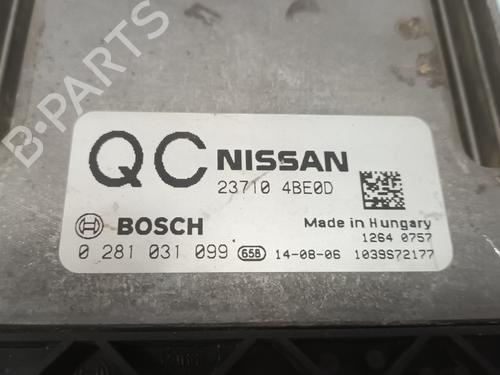 B-PARTS
QC NISSAN
23710 4BE0D
BOSCH
Made in Hungary
1264 0757
0 281 031 099 658 14-08-06 1039S72177